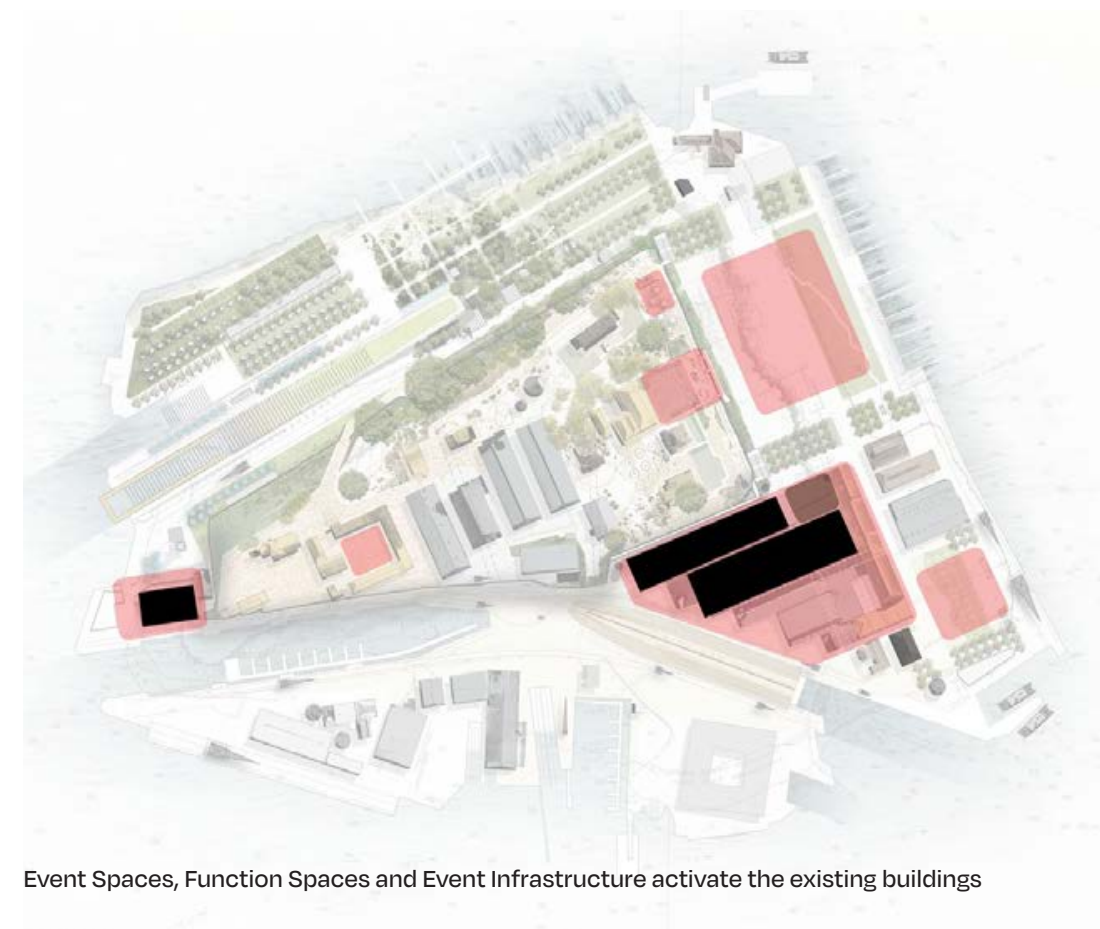 Event Spaces, Function Spaces and Event Infrastructure activate the existing buildings